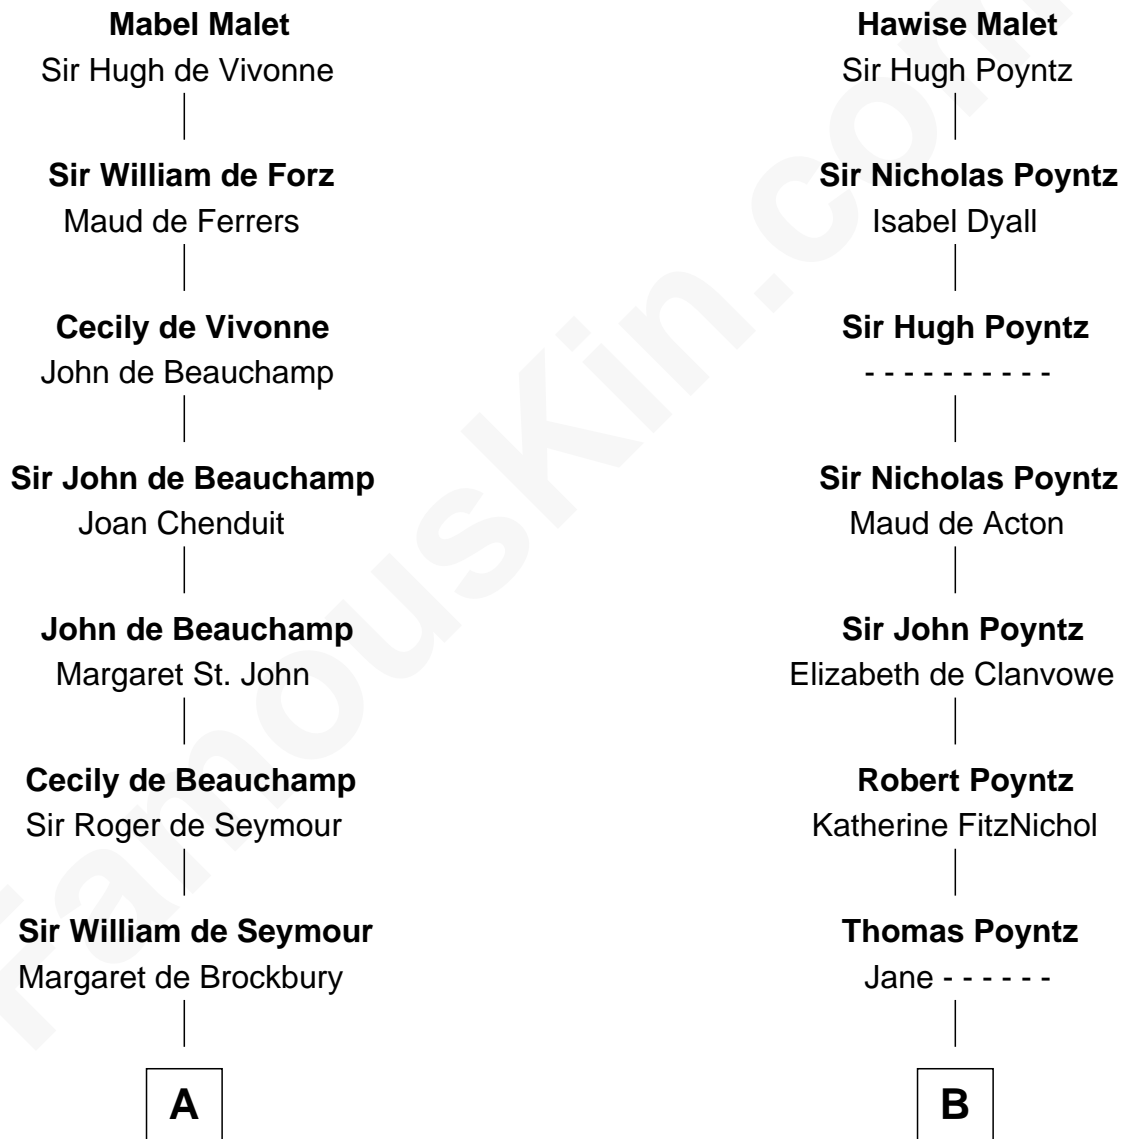 Mabel Malet
Sir Hugh de Vivonne
Sir William de Forz
Maud de Ferrers
Cecily de Vivonne
John de Beauchamp
Sir John de Beauchamp
Joan Chenduit
John de Beauchamp
Margaret St. John
Cecily de Beauchamp
Sir Roger de Seymour
Sir William de Seymour
Margaret de Brockbury
A
Hawise Malet
Sir Hugh Poyntz
Sir Nicholas Poyntz
Isabel Dyall
Sir Hugh Poyntz
- - - - - - - - - -
Sir Nicholas Poyntz
Maud de Acton
Sir John Poyntz
Elizabeth de Clanvowe
Robert Poyntz
Katherine FitzNichol
Thomas Poyntz
Jane - - - - - -
B
FamousKin.com